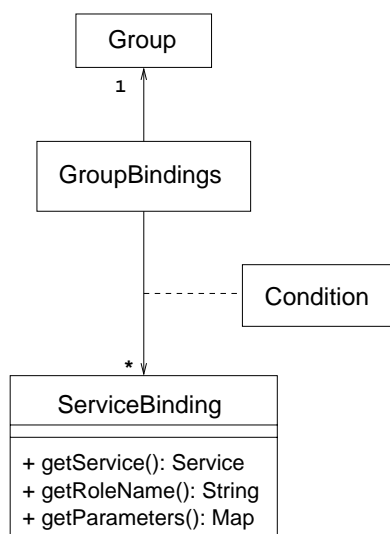 Group
1
GroupBindings
Condition
*
ServiceBinding
+ getService(): Service
+ getRoleName(): String
+ getParameters(): Map